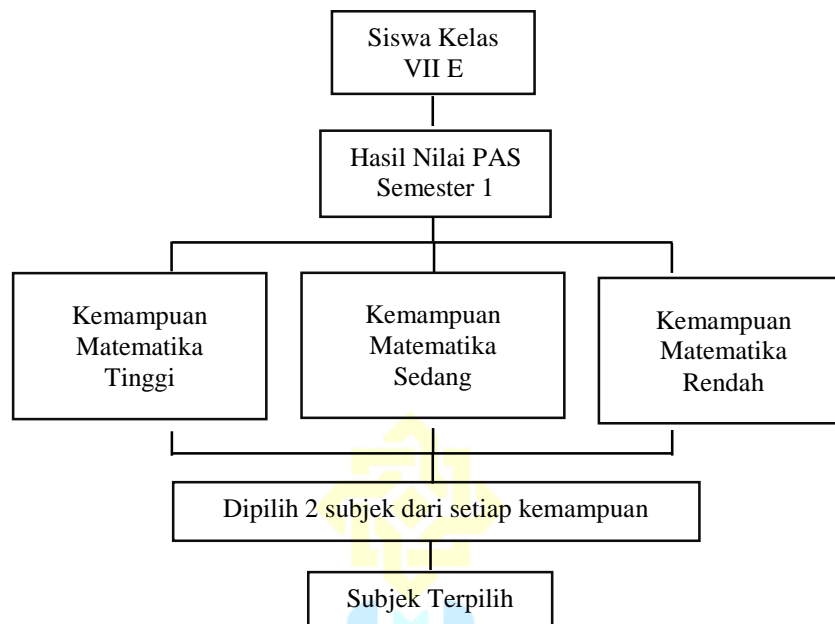 Siswa Kelas
VII E
Hasil Nilai PAS
Semester 1
Kemampuan
Matematika
Tinggi
Kemampuan
Matematika
Sedang
Kemampuan
Matematika
Rendah
Dipilih 2 subjek dari setiap kemampuan
Subjek Terpilih